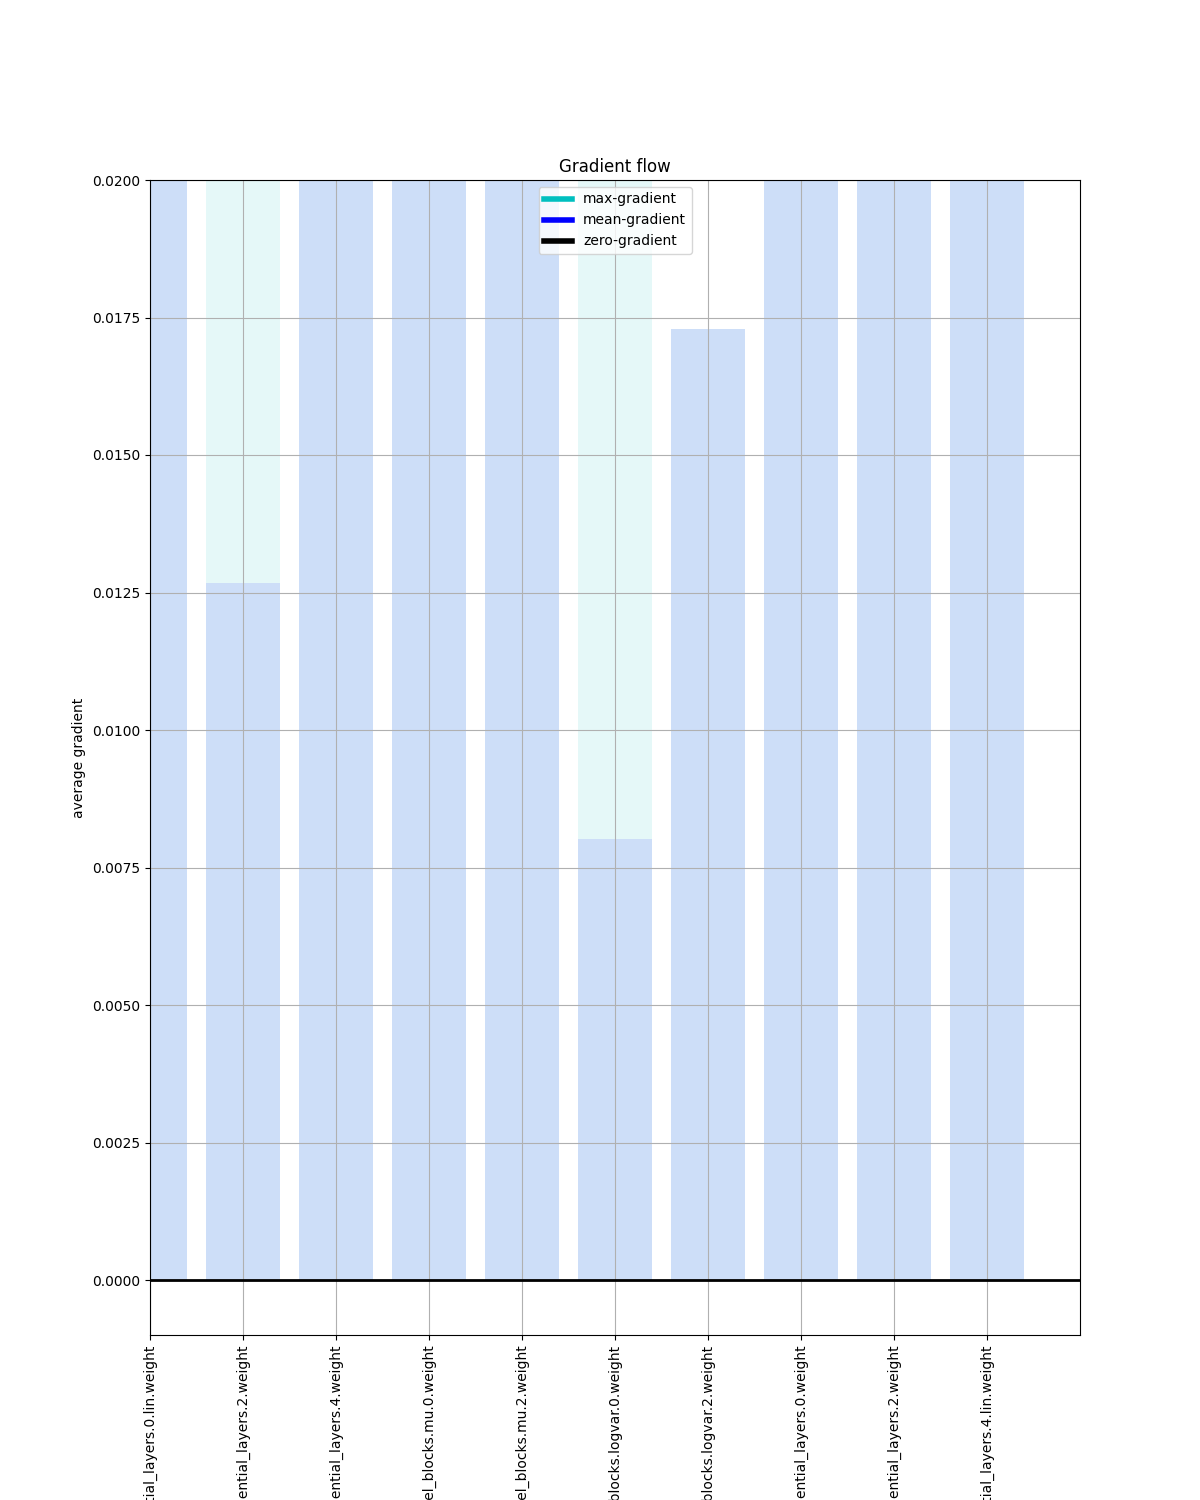 Gradient flow
max-gradient
mean-gradient
zero-gradient
0.0200
0.0175
0.0150
0.0125
0.0100
0.0075
0.0050
0.0025
0.0000
average gradient
tial_layers.0.lin.weight
ential_layers.2.weight
ential_layers.4.weight
el_blocks.mu.0.weight
el_blocks.mu.2.weight
blocks.logvar.0.weight
blocks.logvar.2.weight
ential_layers.0.weight
ential_layers.2.weight
tial_layers.4.lin.weight